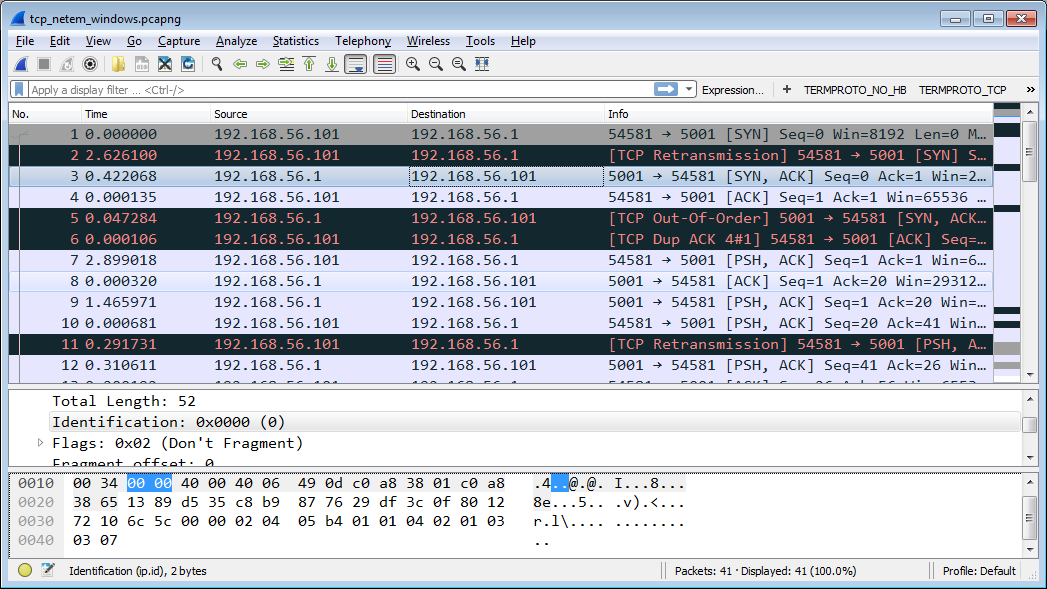 tcp_netem_windows.pcapng
File Edit View Go Capture Analyze Statistics Telephony Wireless Tools Help
Apply a display filter ... <Ctrl-/> Expression... + TERMPROTO_NO_HB TERMPROTO_TCP »
No. Time Source Destination Info
1 0.000000 192.168.56.101 192.168.56.1 54581 → 5001 [SYN] Seq=0 Win=8192 Len=0 M…
2 2.626100 192.168.56.101 192.168.56.1 [TCP Retransmission] 54581 → 5001 [SYN] S…
3 0.422068 192.168.56.1 192.168.56.101 5001 → 54581 [SYN, ACK] Seq=0 Ack=1 Win=2…
4 0.000135 192.168.56.101 192.168.56.1 54581 → 5001 [ACK] Seq=1 Ack=1 Win=65536 …
5 0.047284 192.168.56.1 192.168.56.101 [TCP Out-Of-Order] 5001 → 54581 [SYN, ACK…
6 0.000106 192.168.56.101 192.168.56.1 [TCP Dup ACK 4#1] 54581 → 5001 [ACK] Seq=…
7 2.899018 192.168.56.101 192.168.56.1 54581 → 5001 [PSH, ACK] Seq=1 Ack=1 Win=6…
8 0.000320 192.168.56.1 192.168.56.101 5001 → 54581 [ACK] Seq=1 Ack=20 Win=29312…
9 1.465971 192.168.56.1 192.168.56.101 5001 → 54581 [PSH, ACK] Seq=1 Ack=20 Win=…
10 0.000681 192.168.56.101 192.168.56.1 54581 → 5001 [PSH, ACK] Seq=20 Ack=41 Win…
11 0.291731 192.168.56.101 192.168.56.1 [TCP Retransmission] 54581 → 5001 [PSH, A…
12 0.310611 192.168.56.1 192.168.56.101 5001 → 54581 [PSH, ACK] Seq=41 Ack=26 Win…
Total Length: 52
Identification: 0x0000 (0)
Flags: 0x02 (Don't Fragment)
Fragment offset: 0
0010 00 34 00 00 40 00 40 06 49 0d c0 a8 38 01 c0 a8 .4..@.@. I...8...
0020 38 65 13 89 d5 35 c8 b9 87 76 29 df 3c 0f 80 12 8e...5.. .v).<...
0030 72 10 6c 5c 00 00 02 04 05 b4 01 01 04 02 01 03 r.l\.... ........
0040 03 07 ..
Identification (ip.id), 2 bytes Packets: 41 · Displayed: 41 (100.0%) Profile: Default